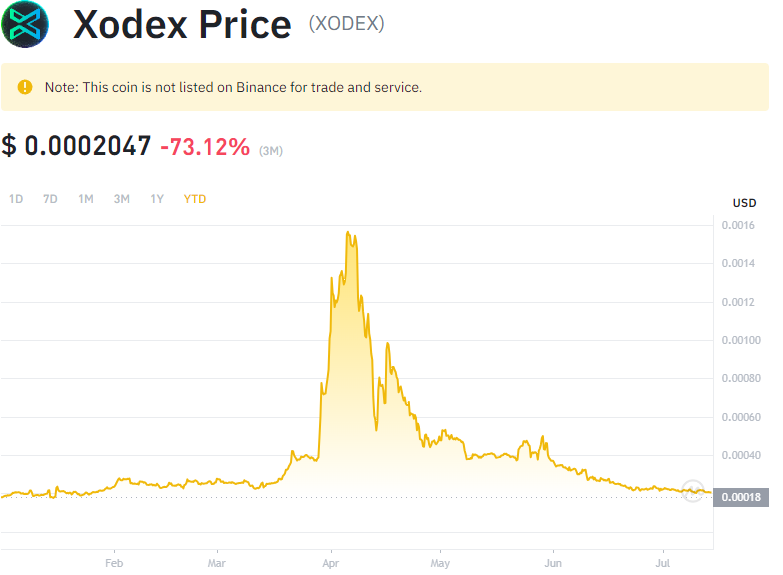 Xodex Price (XODEX)
Note: This coin is not listed on Binance for trade and service.
$ 0.0002047 -73.12% (3M)
1D 7D 1M 3M 1Y YTD
USD
0.0016
0.0014
0.0012
0.00100
0.00080
0.00060
0.00040
0.00018
Feb Mar Apr May Jun Jul